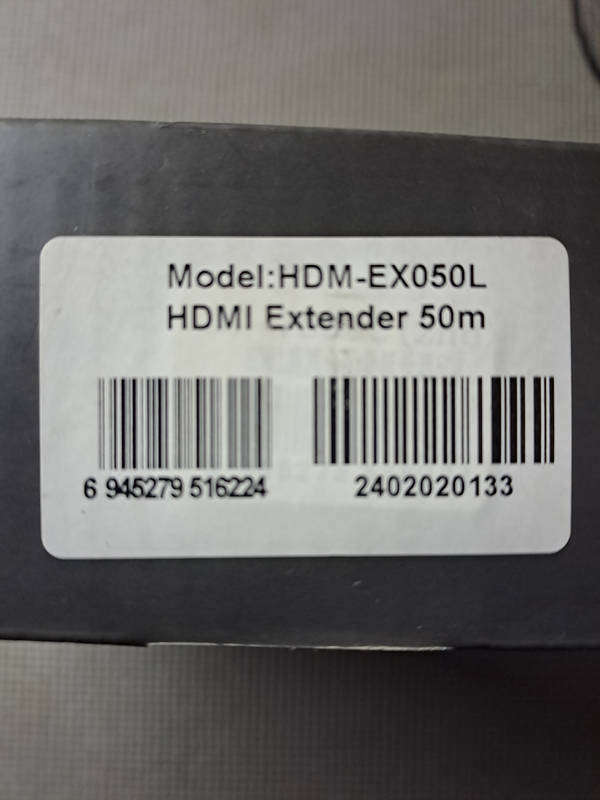 Model:HDM-EX050L
HDMI Extender 50m
6 945279 516224
2402020133